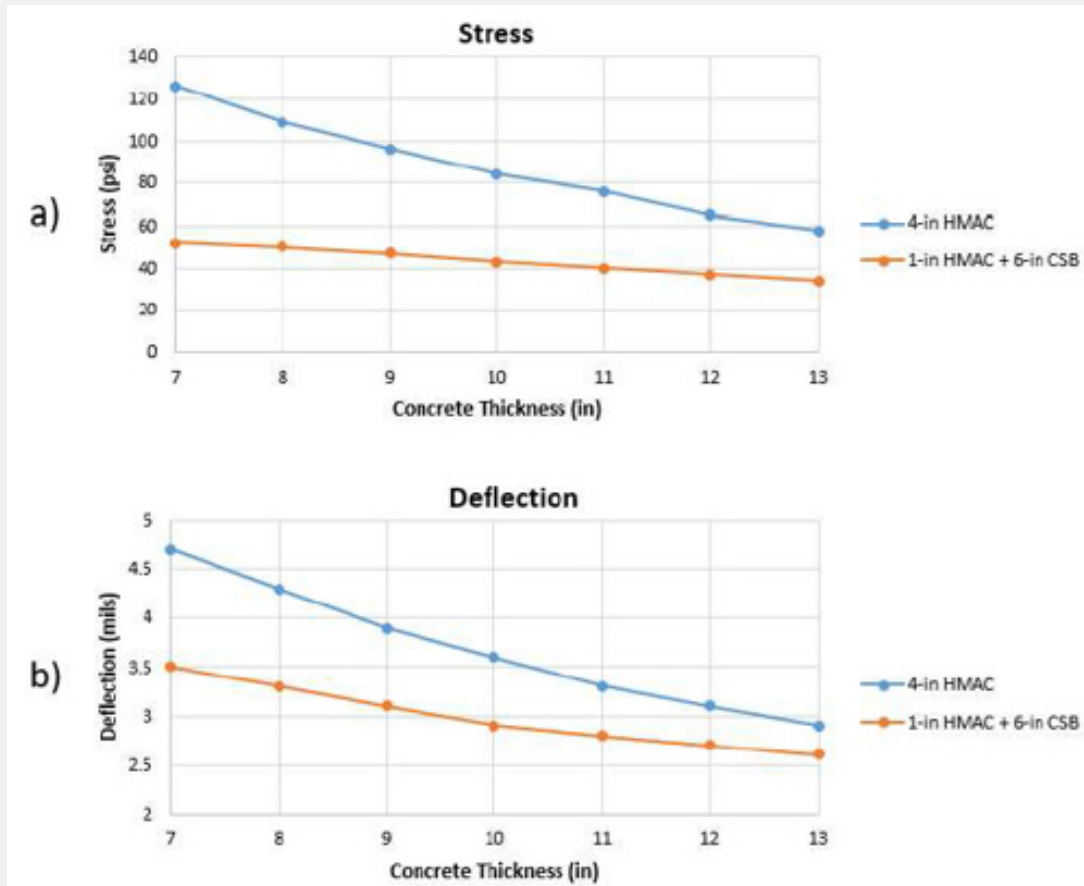 Stress
140
120
100
80
60
40
20
0
Stress (psi)
a)
7 8 9 10 11 12 13
Concrete Thickness (in)
4-in HMAC
1-in HMAC + 6-in CSB
Deflection
5
4.5
4
3.5
3
2.5
2
Deflection (mils)
b)
7 8 9 10 11 12 13
Concrete Thickness (in)
4-in HMAC
1-in HMAC + 6-in CSB